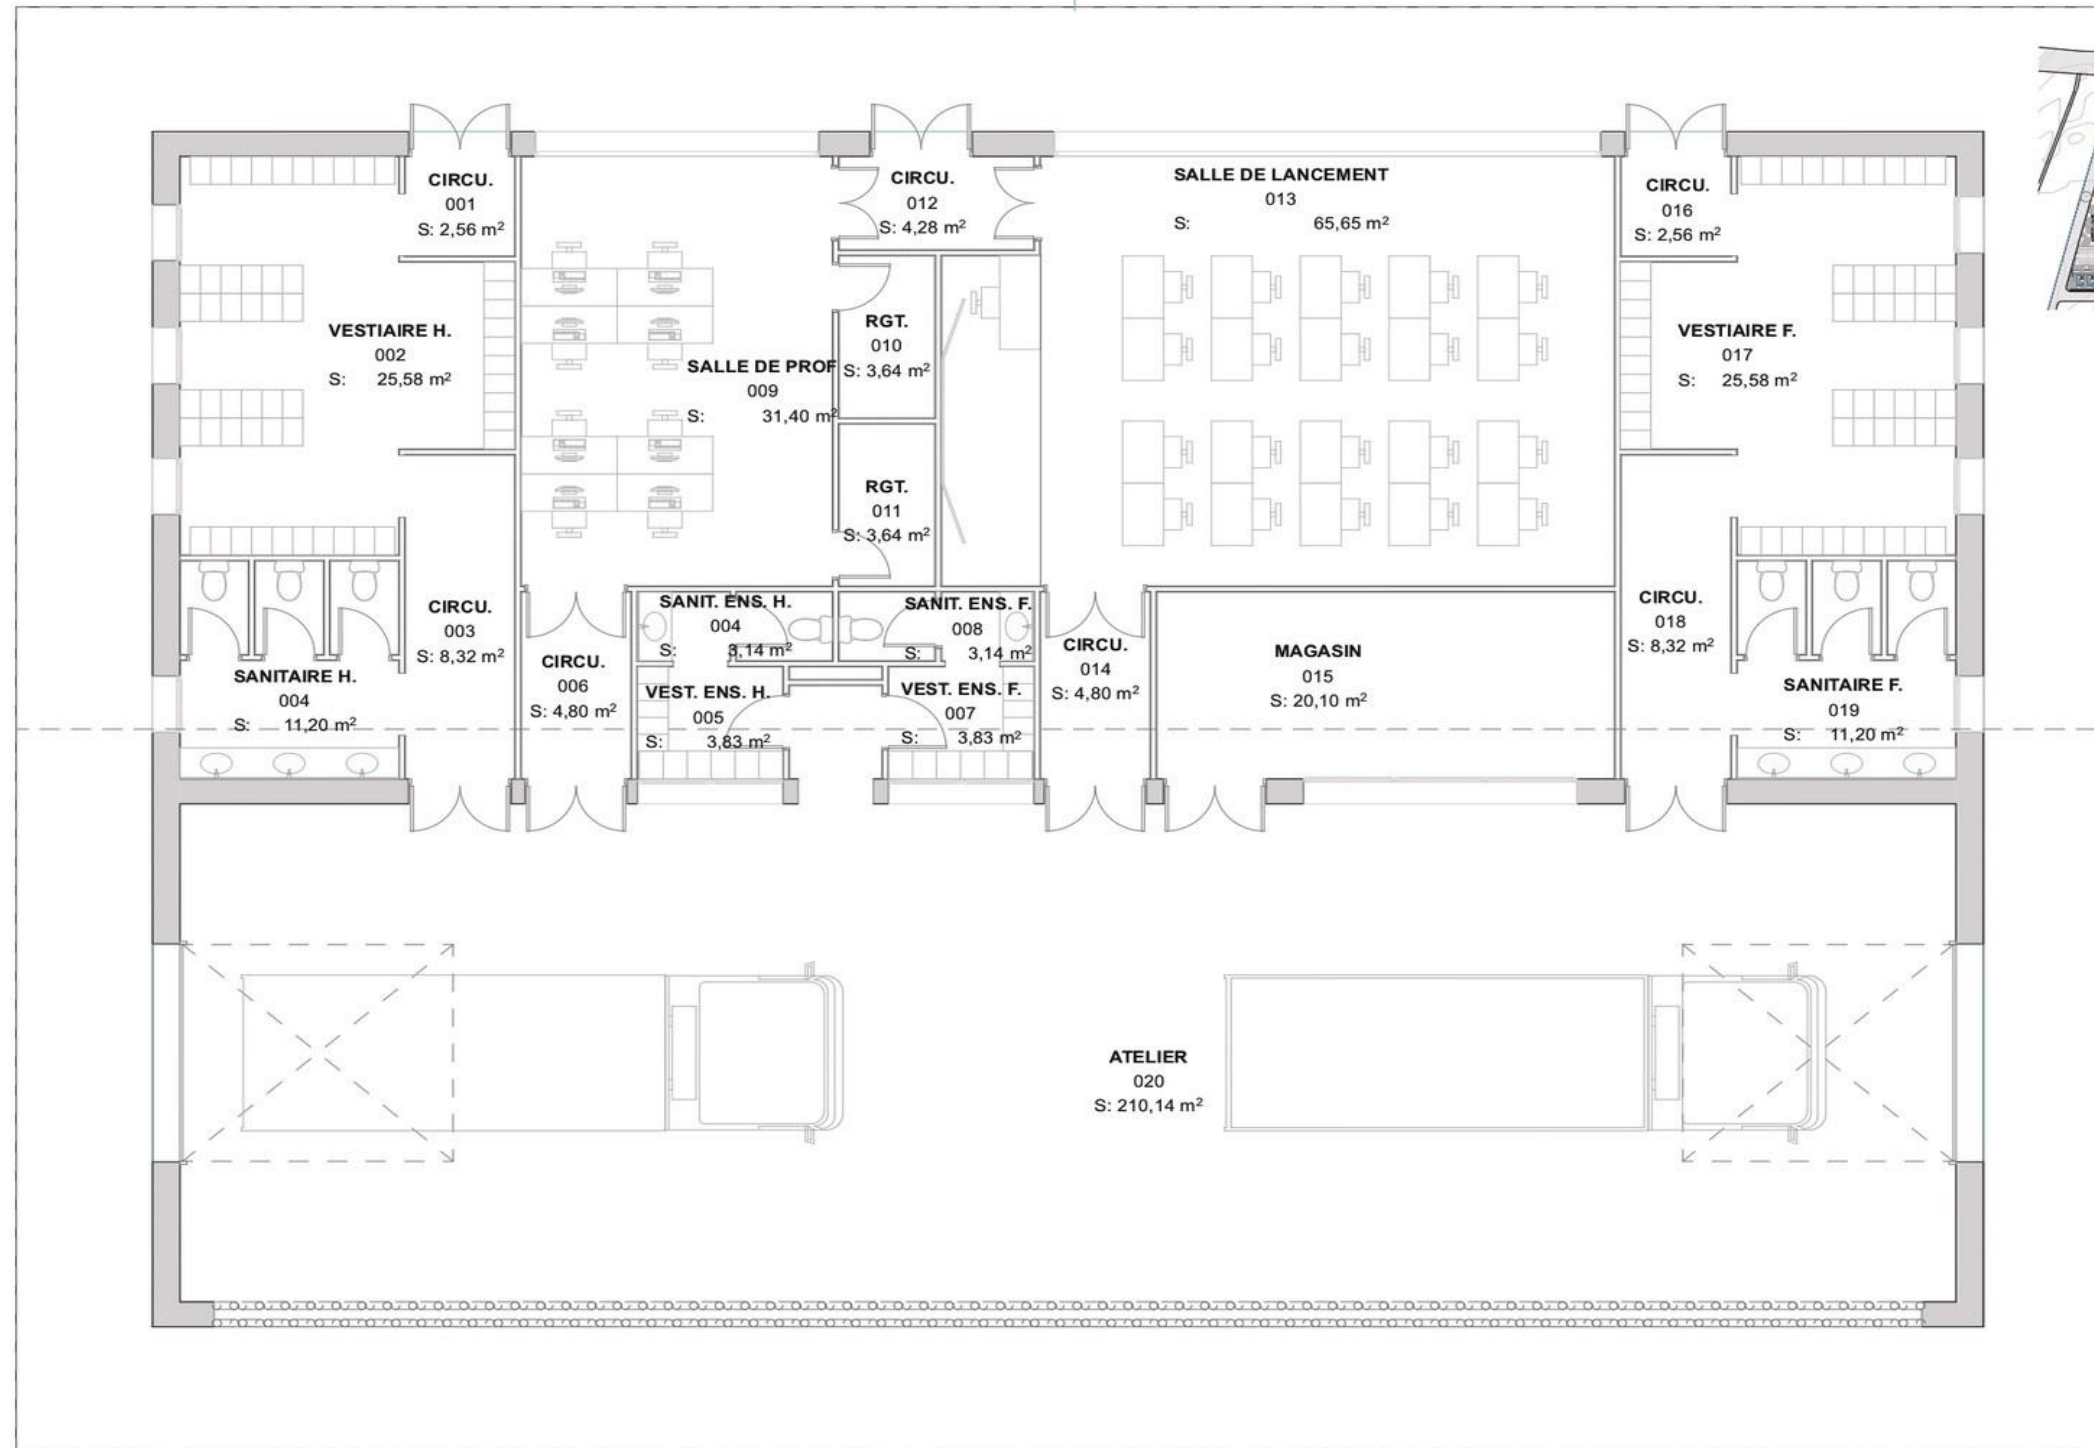 CIRCU.
001
S: 2,56 m²
CIRCU.
012
S: 4,28 m²
SALLE DE LANCEMENT
013
S: 65,65 m²
CIRCU.
016
S: 2,56 m²
VESTIAIRE H.
002
S: 25,58 m²
SALLE DE PROF
009
S: 31,40 m²
RGT.
010
S: 3,64 m²
VESTIAIRE F.
017
S: 25,58 m²
RGT.
011
S: 3,64 m²
CIRCU.
003
S: 8,32 m²
SANITAIRE H.
004
S: 11,20 m²
CIRCU.
006
S: 4,80 m²
SANIT. ENS. H.
004
S: 3,14 m²
VEST. ENS. H.
005
S: 3,83 m²
SANIT. ENS. F.
008
S: 3,14 m²
VEST. ENS. F.
007
S: 3,83 m²
CIRCU.
014
S: 4,80 m²
MAGASIN
015
S: 20,10 m²
CIRCU.
018
S: 8,32 m²
SANITAIRE F.
019
S: 11,20 m²
ATELIER
020
S: 210,14 m²